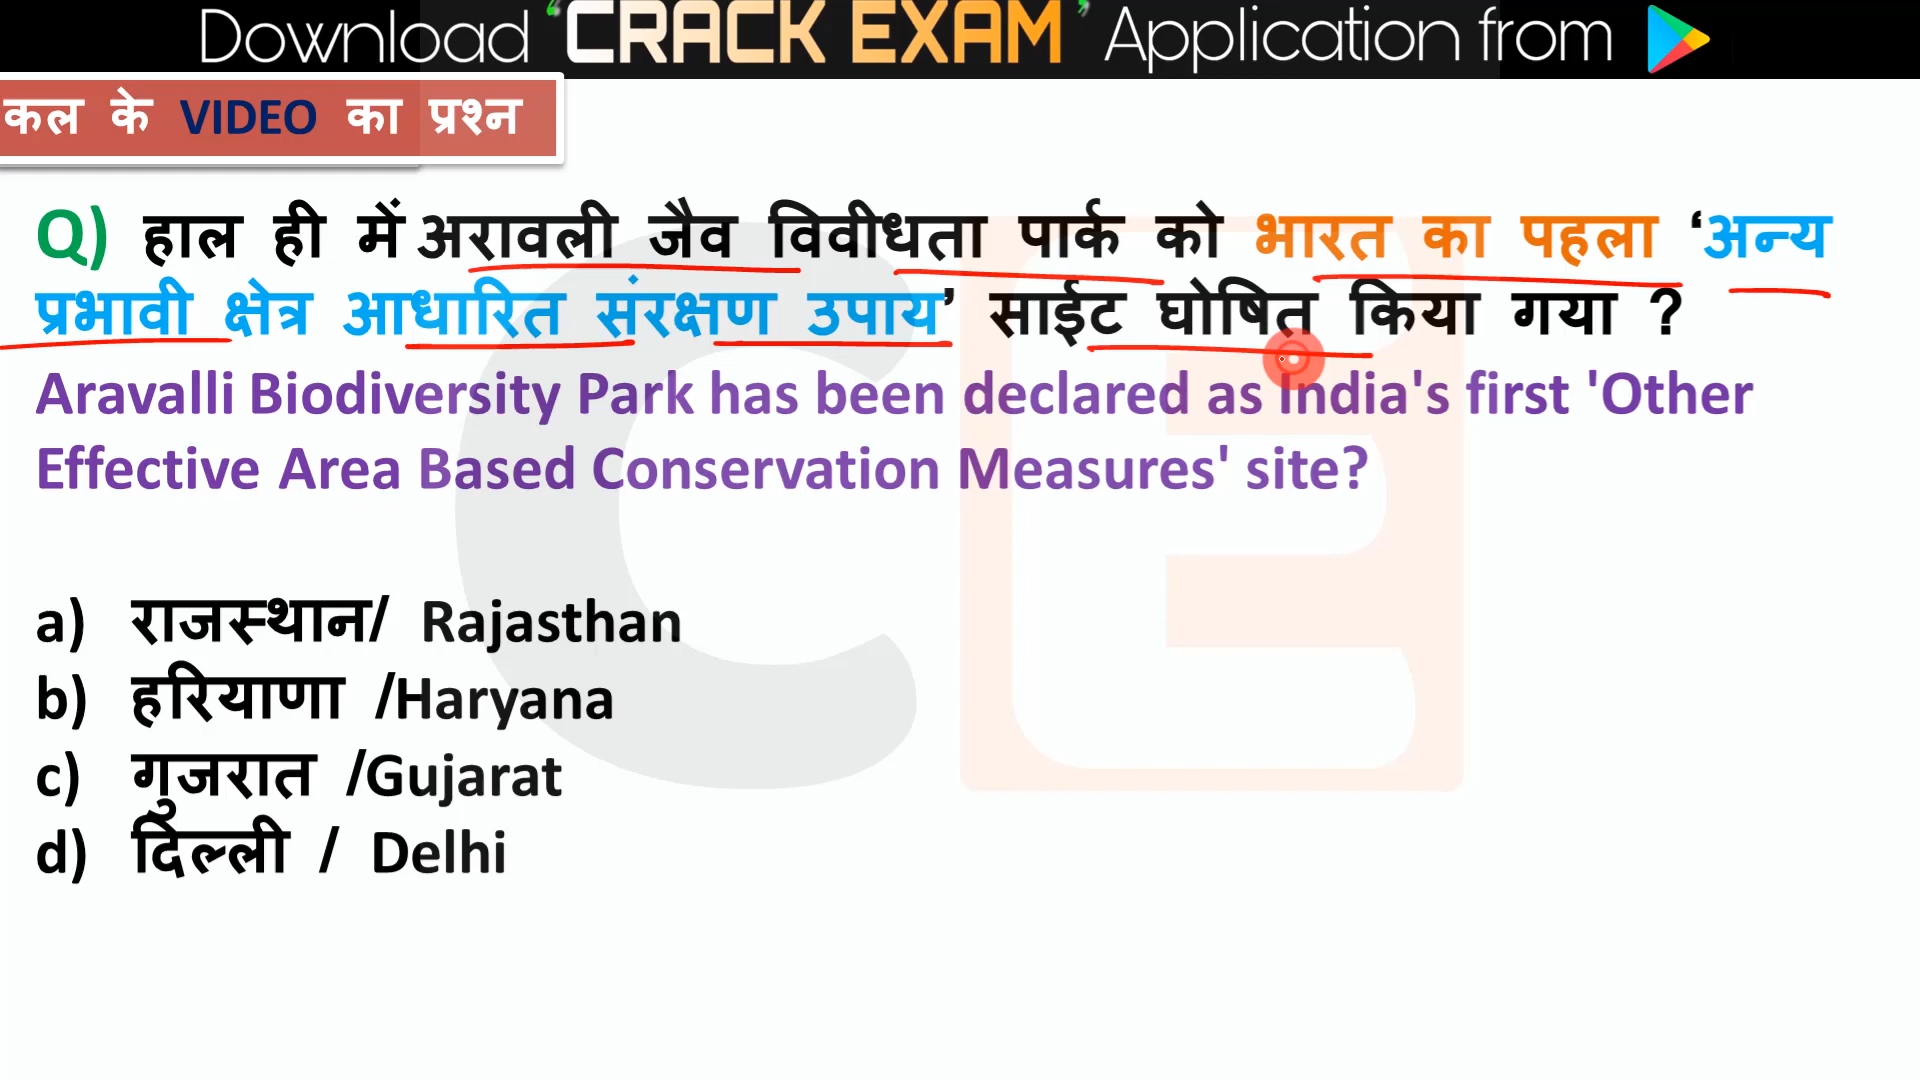 Download ‘CRACK EXAM’ Application from
कल के VIDEO का प्रश्न
Q) हाल ही में अरावली जैव विवीधता पार्क को भारत का पहला ‘अन्य
प्रभावी क्षेत्र आधारित संरक्षण उपाय’ साईट घोषित किया गया ?
Aravalli Biodiversity Park has been declared as India's first 'Other
Effective Area Based Conservation Measures' site?
a) राजस्थान/ Rajasthan
b) हरियाणा /Haryana
c) गुजरात /Gujarat
d) दिल्ली / Delhi
CE